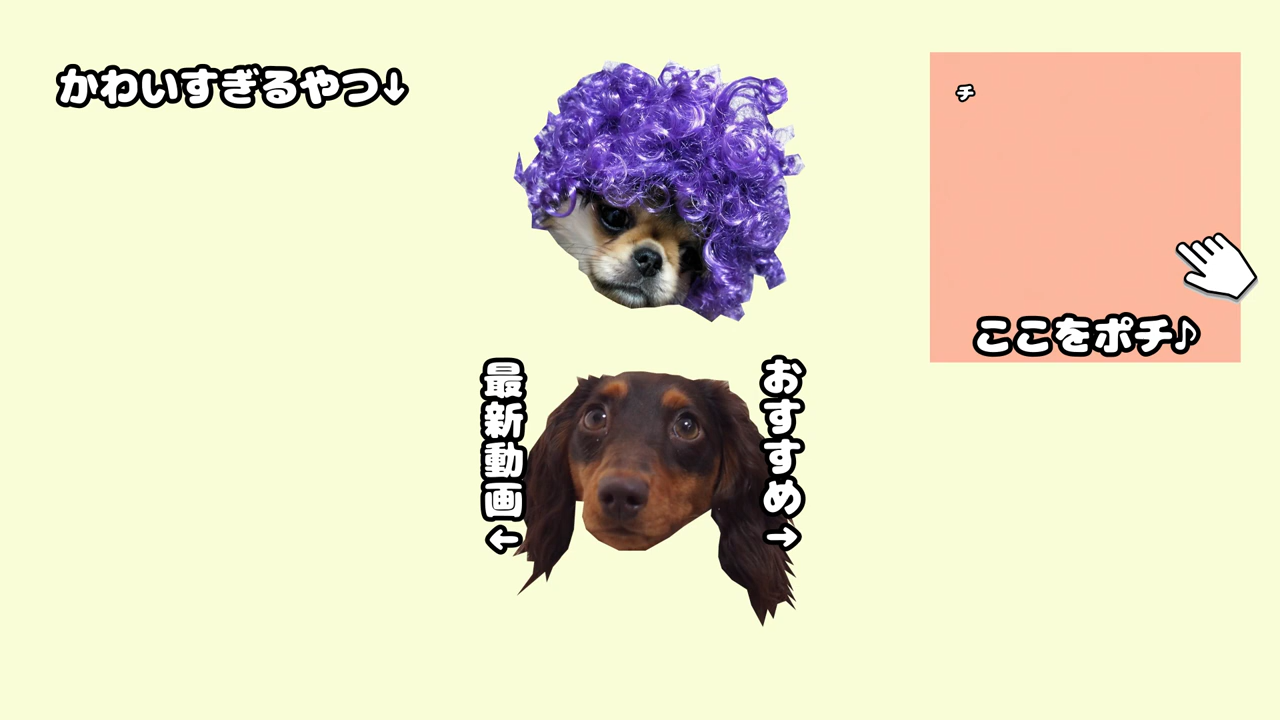 かわいすぎるやつ↓
チ
ここをポチ♪
最新動画←
おすすめ→